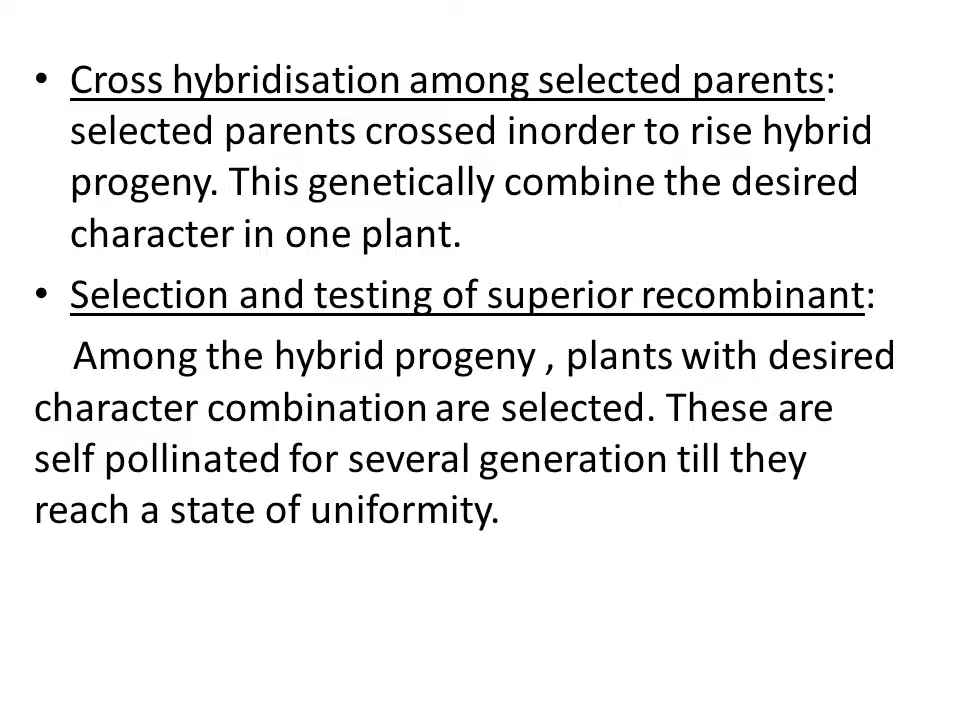 • Cross hybridisation among selected parents:
selected parents crossed inorder to rise hybrid
progeny. This genetically combine the desired
character in one plant.
• Selection and testing of superior recombinant:
Among the hybrid progeny , plants with desired
character combination are selected. These are
self pollinated for several generation till they
reach a state of uniformity.